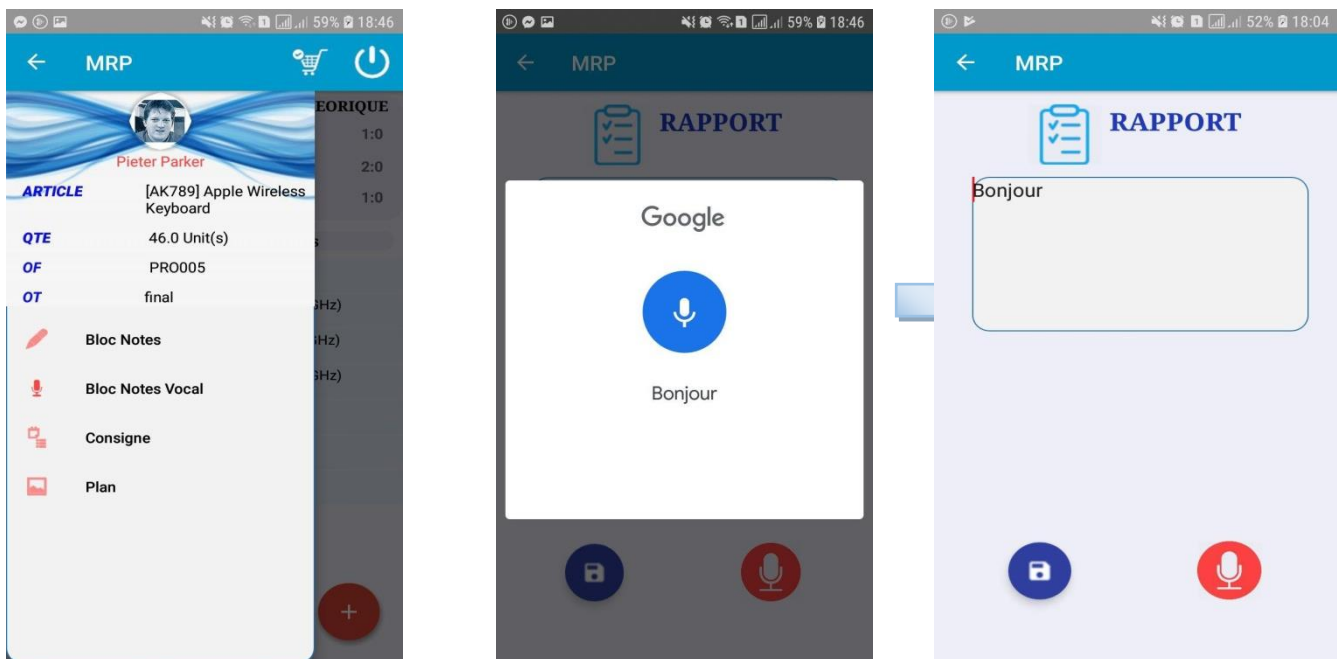 59% 18:46
MRP
EORIQUE
1:0
Pieter Parker
2:0
ARTICLE [AK789] Apple Wireless
Keyboard
1:0
QTE 46.0 Unit(s)
s
OF PRO005
OT final
GHz)
Bloc Notes
Hz)
Bloc Notes Vocal
GHz)
Consigne
Plan
+
59% 18:46
MRP
RAPPORT
Google
Bonjour
52% 18:04
MRP
RAPPORT
Bonjour